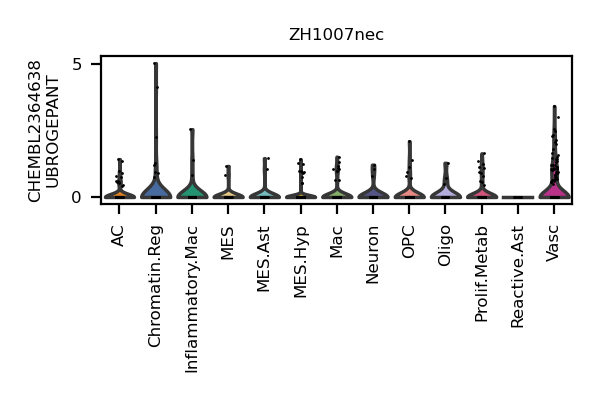 ZH1007nec
CHEMBL2364638
UBROGEPANT
5
0
AC
Chromatin.Reg
Inflammatory.Mac
MES
MES.Ast
MES.Hyp
Mac
Neuron
OPC
Oligo
Prolif.Metab
Reactive.Ast
Vasc